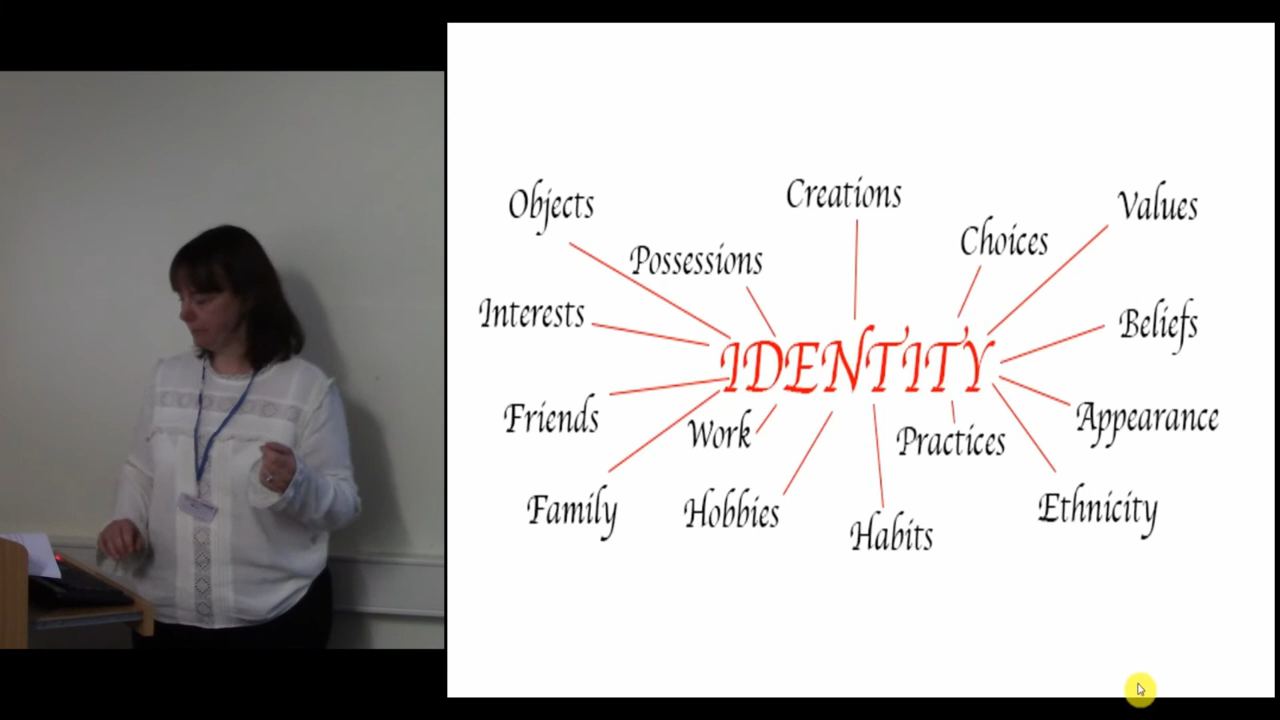 Creations
Objects
Values
Choices
Possessions
Interests
Beliefs
IDENTITY
Friends
Appearance
Work
Practices
Family
Hobbies
Ethnicity
Habits